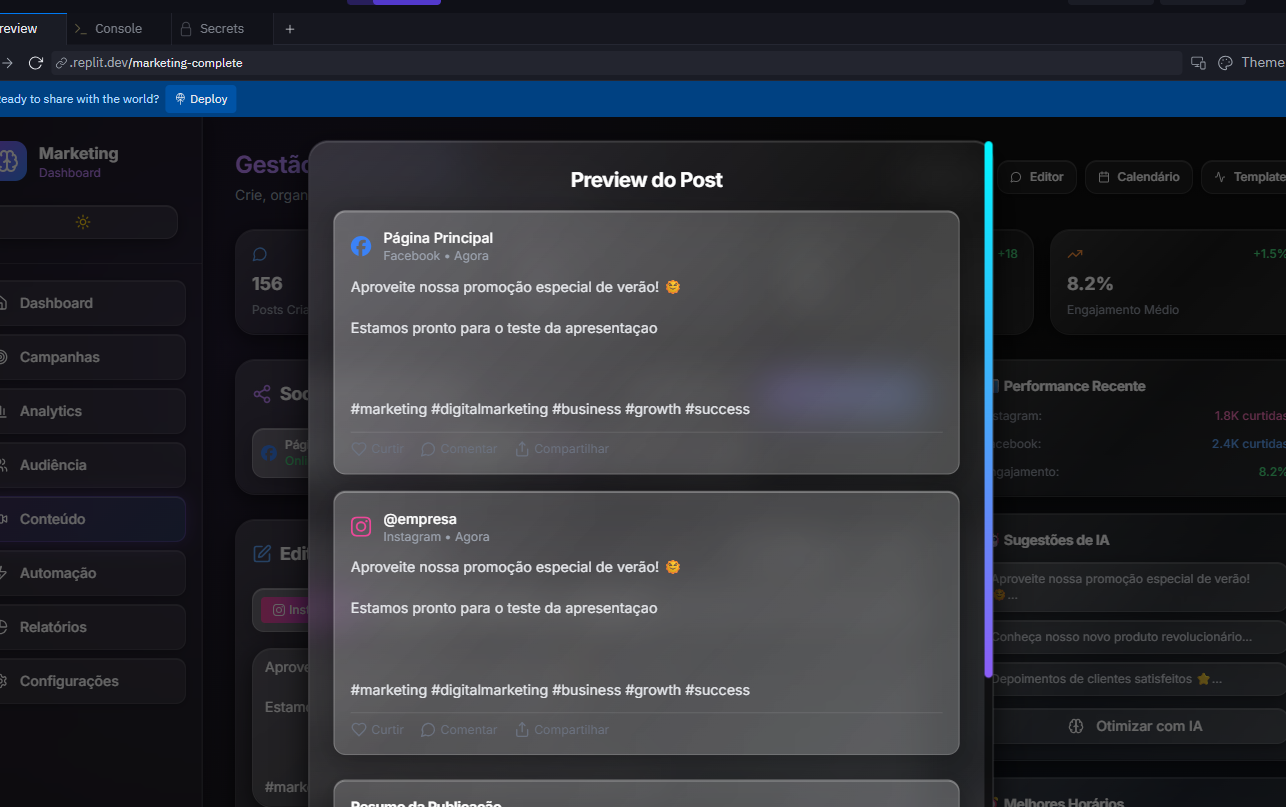 review
Console
Secrets
.replit.dev/marketing-complete
Theme
eady to share with the world?
Deploy
Marketing
Dashboard
Dashboard
Campanhas
Analytics
Audiência
Conteúdo
Automação
Relatórios
Configurações
Gestão
Crie, organ
Editor
Calendário
Template
156
Posts Cria
+18
+1.5%
8.2%
Engajamento Médio
Soc
Pág
Onli
Edit
Inst
Aprove
Estamo
#mark
Preview do Post
Página Principal
Facebook • Agora
Aproveite nossa promoção especial de verão! 🌞
Estamos pronto para o teste da apresentaçao
#marketing #digitalmarketing #business #growth #success
Curtir Comentar Compartilhar
@empresa
Instagram • Agora
Aproveite nossa promoção especial de verão! 🌞
Estamos pronto para o teste da apresentaçao
#marketing #digitalmarketing #business #growth #success
Curtir Comentar Compartilhar
Resumo da Publicação
Performance Recente
stagram: 1.8K curtidas
cebook: 2.4K curtidas
gajamento: 8.2%
Sugestões de IA
Aproveite nossa promoção especial de verão!
🌞...
Conheça nosso novo produto revolucionário...
Depoimentos de clientes satisfeitos ⭐...
Otimizar com IA
Melhores Horários